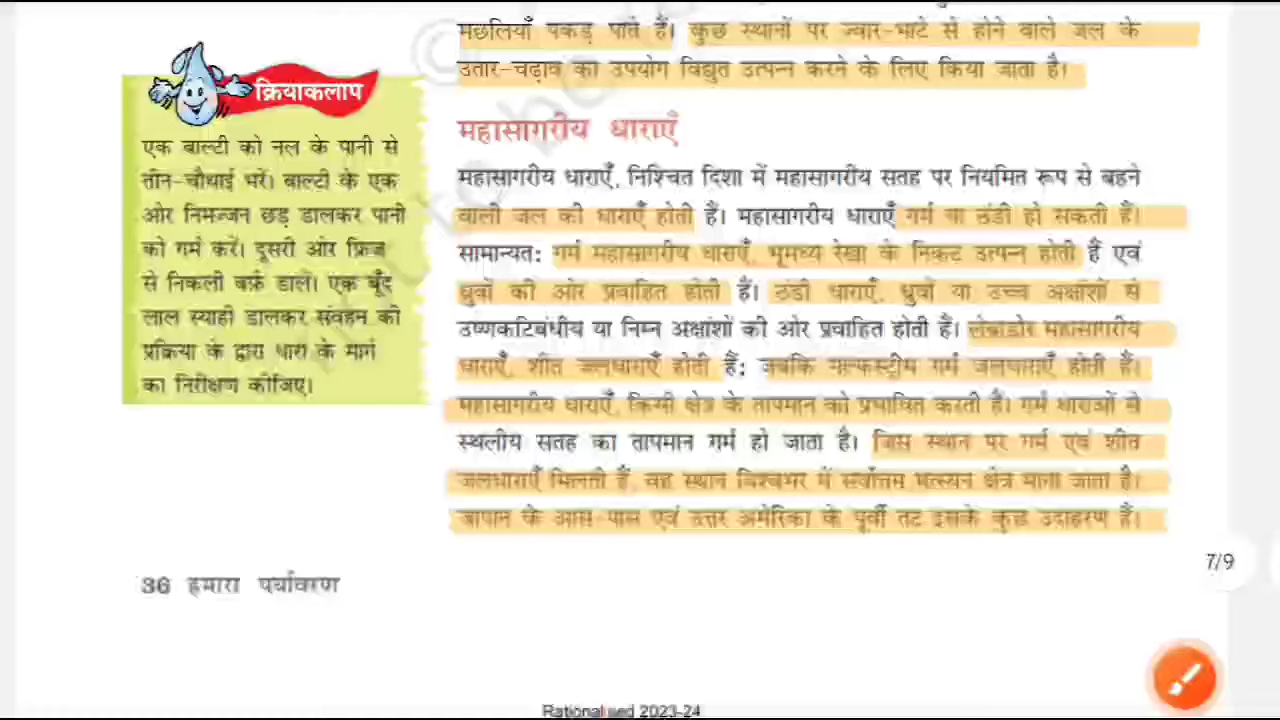 मछलियाँ पकड़ पाते हैं। कुछ स्थानों पर ज्वार-भाटे से होने वाले जल के
उतार-चढ़ाव का उपयोग विद्युत उत्पन्न करने के लिए किया जाता है।
महासागरीय धाराएँ
महासागरीय धाराएँ, निश्चित दिशा में महासागरीय सतह पर नियमित रूप से बहने
वाली जल की धाराएँ होती हैं। महासागरीय धाराएँ गर्म या ठंडी हो सकती हैं।
सामान्यत: गर्म महासागरीय धाराएँ, भूमध्य रेखा के निकट उत्पन्न होती हैं एवं
ध्रुवों की ओर प्रवाहित होती हैं। ठंडी धाराएँ, ध्रुवों या उच्च अक्षांशों से
उष्णकटिबंधीय या निम्न अक्षांशों की ओर प्रवाहित होती हैं। लेब्राडोर महासागरीय
धाराएँ, शीत जलधाराएँ होती हैं; जबकि गल्फस्ट्रीम गर्म जलधाराएँ होती हैं।
महासागरीय धाराएँ, किसी क्षेत्र के तापमान को प्रभावित करती हैं। गर्म धाराओं से
स्थलीय सतह का तापमान गर्म हो जाता है। जिस स्थान पर गर्म एवं शीत
जलधाराएँ मिलती हैं, वह स्थान विश्वभर में सर्वोत्तम मत्स्यन क्षेत्र माना जाता है।
जापान के आस-पास एवं उत्तर अमेरिका के पूर्वी तट इसके कुछ उदाहरण हैं।
क्रियाकलाप
एक बाल्टी को नल के पानी से
तीन-चौथाई भरें। बाल्टी के एक
ओर निमज्जन छड़ डालकर पानी
को गर्म करें। दूसरी ओर फ्रिज
से निकली बर्फ़ डालें। एक बूँद
लाल स्याही डालकर संवहन की
प्रक्रिया के द्वारा धारा के मार्ग
का निरीक्षण कीजिए।
36 हमारा पर्यावरण
7/9
Rationalised 2023-24